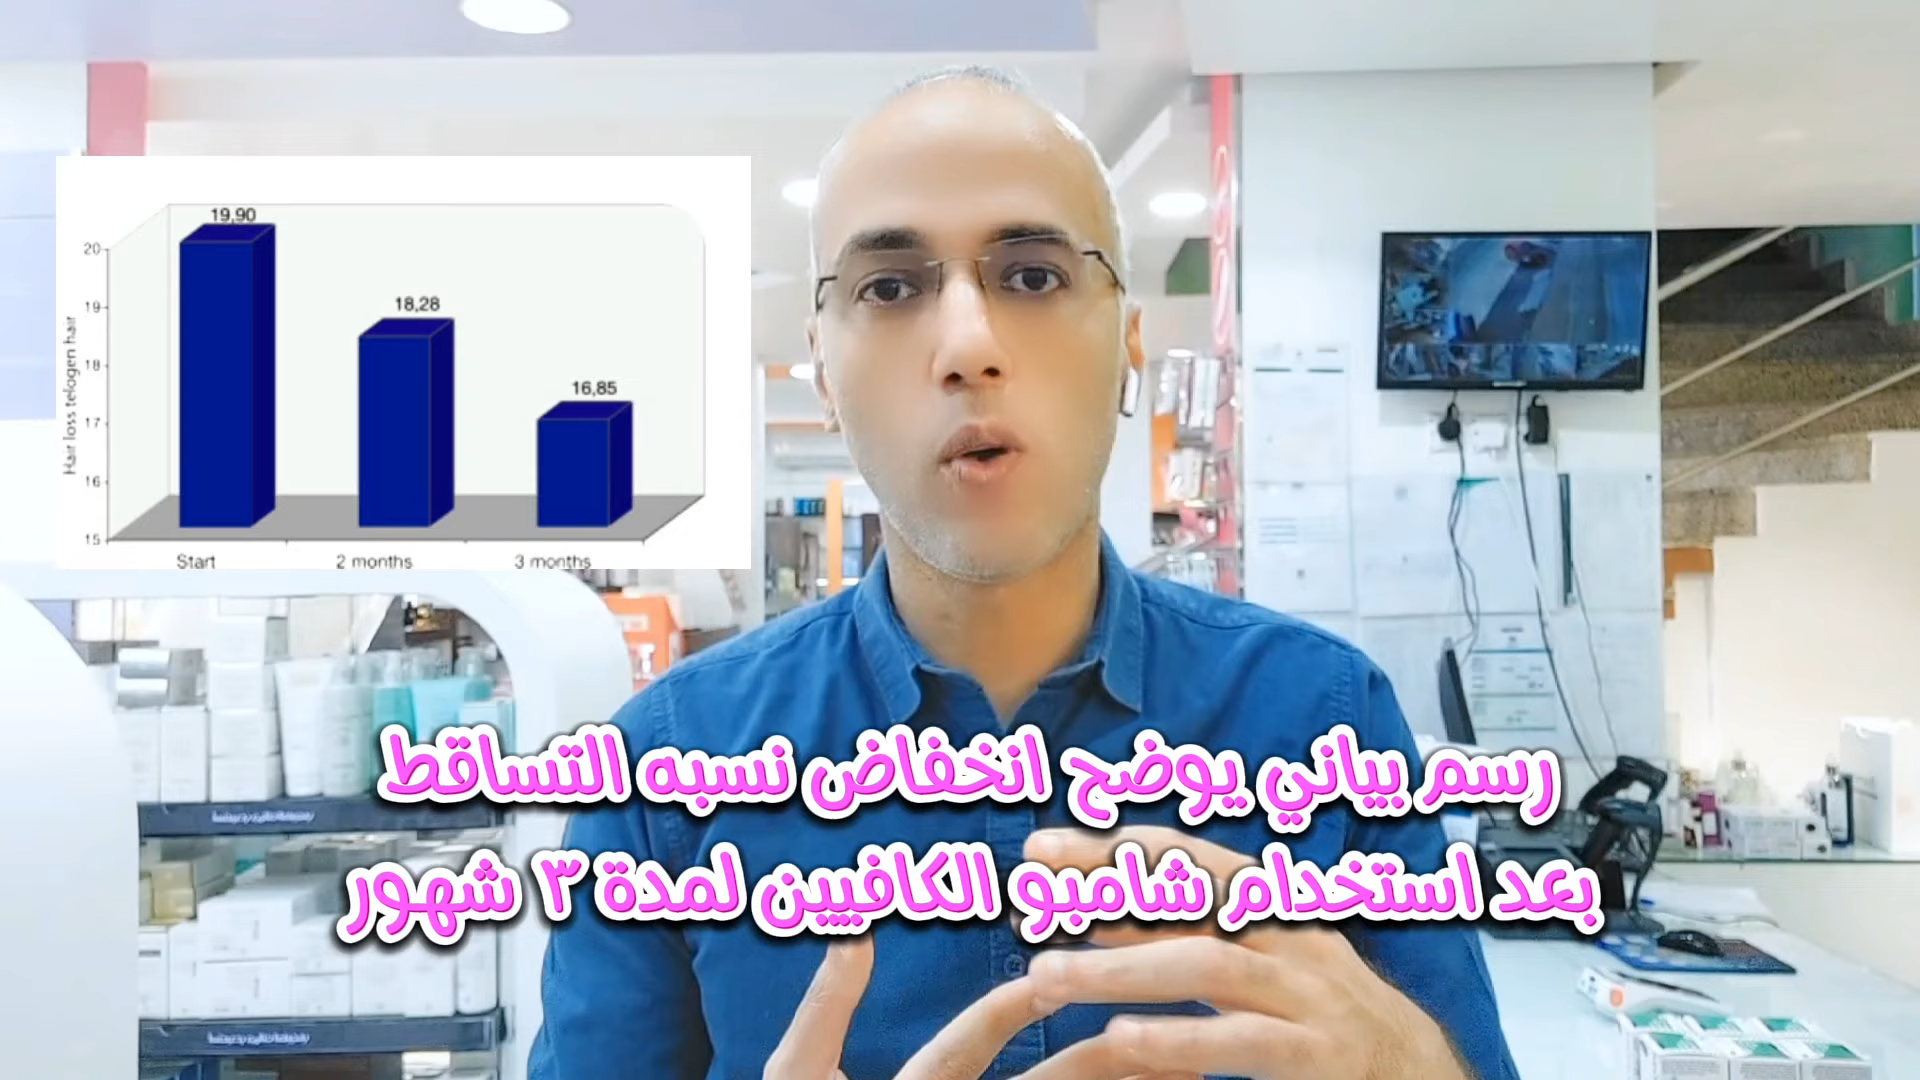 19,90
18,28
16,85
20
19
18
17
16
15
Hair loss telogen hair
Start
2 months
3 months
رسم بياني يوضح انخفاض نسبه التساقط
بعد استخدام شامبو الكافيين لمدة ٣ شهور